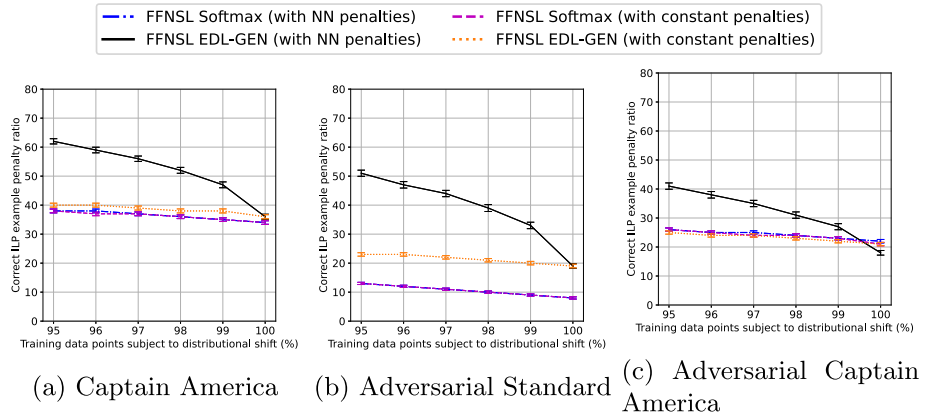 FFNSL Softmax (with NN penalties)
FFNSL EDL-GEN (with NN penalties)
FFNSL Softmax (with constant penalties)
FFNSL EDL-GEN (with constant penalties)
Correct ILP example penalty ratio
80
70
60
50
40
30
20
10
0
95 96 97 98 99 100
Training data points subject to distributional shift (%)
(a) Captain America
Correct ILP example penalty ratio
80
70
60
50
40
30
20
10
0
95 96 97 98 99 100
Training data points subject to distributional shift (%)
(b) Adversarial Standard
Correct ILP example penalty ratio
80
70
60
50
40
30
20
10
0
95 96 97 98 99 100
Training data points subject to distributional shift (%)
(c) Adversarial Captain
America